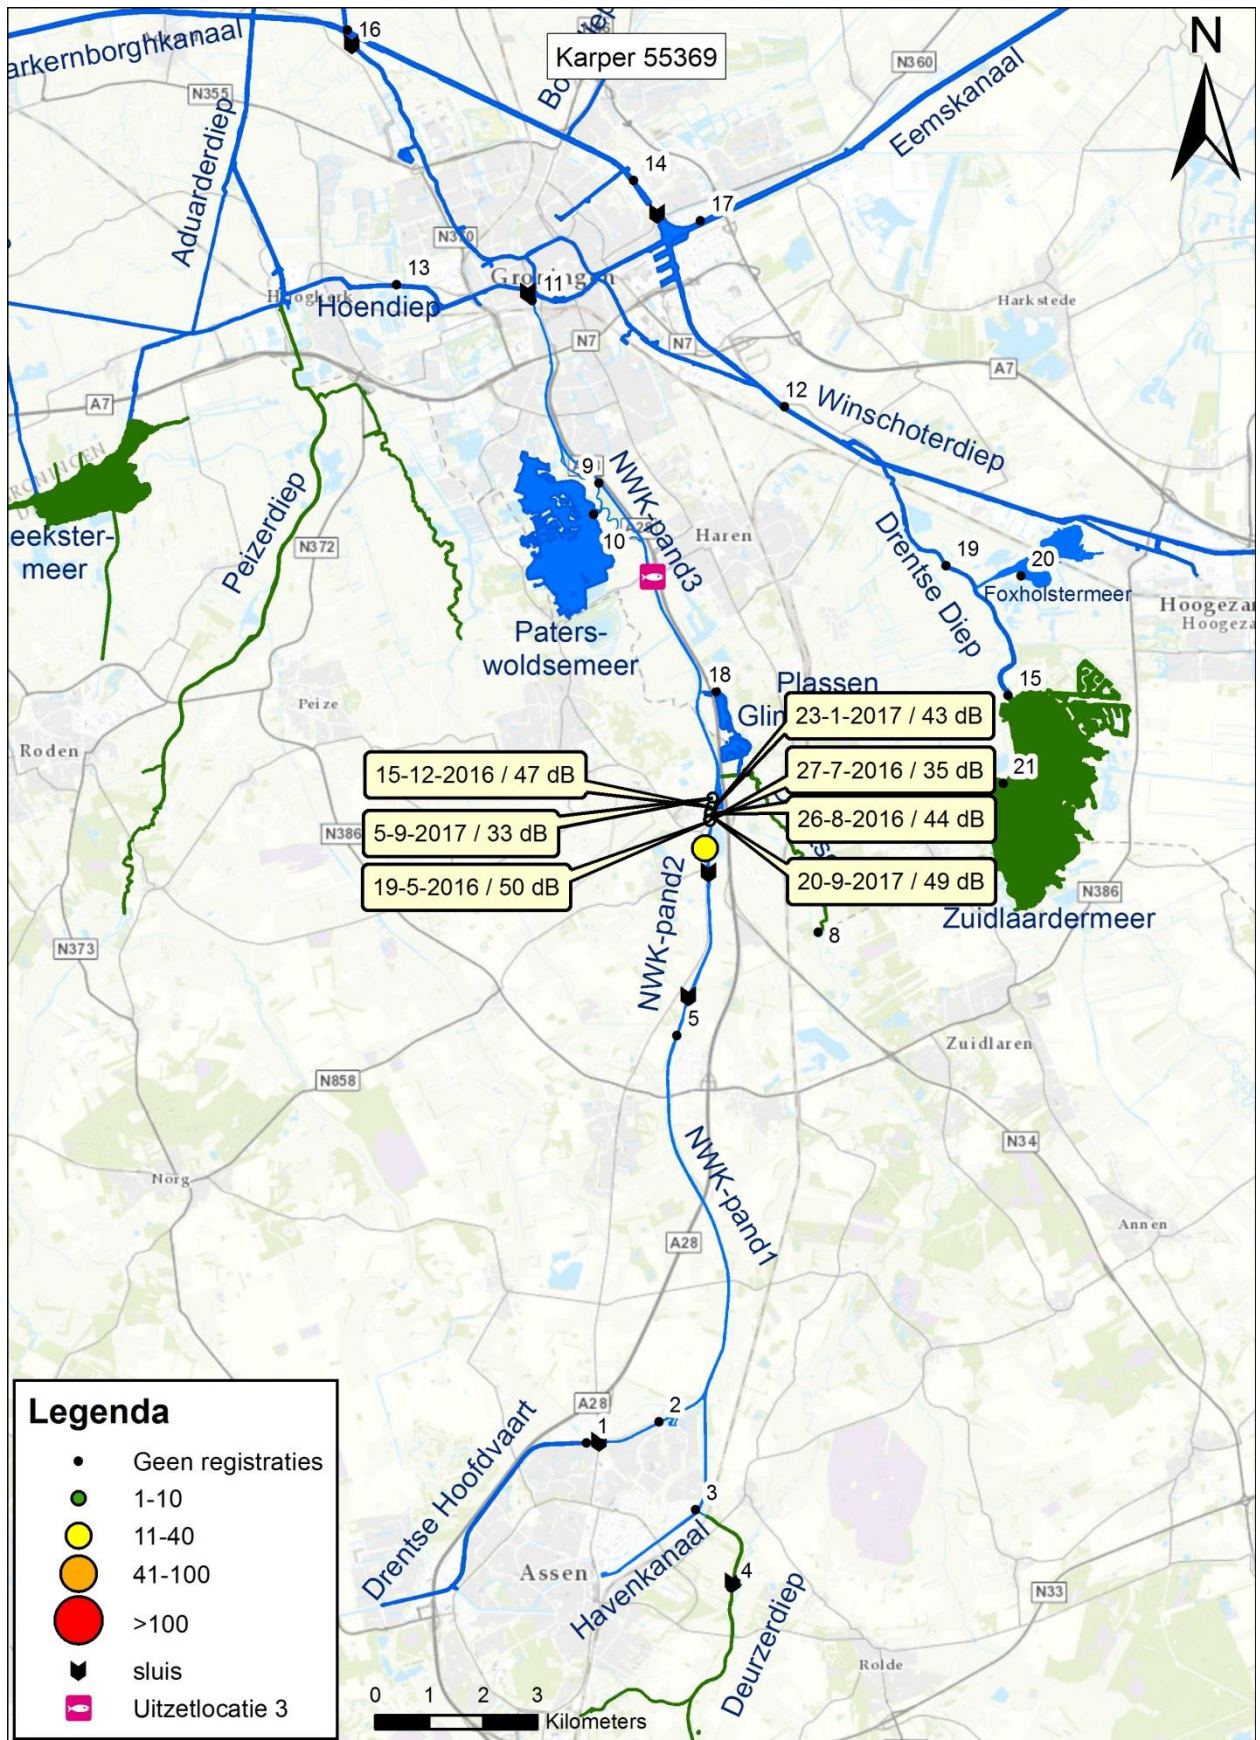 Karper 55369
N
16
arkernborghkanaal
N355
N360
Eemskanaal
Aduarderdiep
14
17
N370
13
Groningen
11
Hoogkerk
Hoendiep
Harkstede
N7
N7
A7
A7
12
Winschoterdiep
9
NWK-pand3
A28
10
Haren
eekster-
meer
Peizerdiep
N372
Drentse Diep
19
20
Foxholstermeer
Hoogezan
Hoogeza
Paters-
woldsemeer
18
Plassen
15
Peize
Roden
23-1-2017 / 43 dB
15-12-2016 / 47 dB
27-7-2016 / 35 dB
21
5-9-2017 / 33 dB
N386
26-8-2016 / 44 dB
19-5-2016 / 50 dB
20-9-2017 / 49 dB
N386
NWK-pand2
Zuidlaardermeer
8
N373
5
Zuidlaren
N858
N34
NWK-pand1
Norg
Annen
A28
A28
2
1
Drentse Hoofdvaart
3
Assen
Havenkanaal
4
Deurzerdiep
N33
Rolde
Legenda
Geen registraties
1-10
11-40
41-100
>100
sluis
Uitzetlocatie 3
0 1 2 3
Kilometers